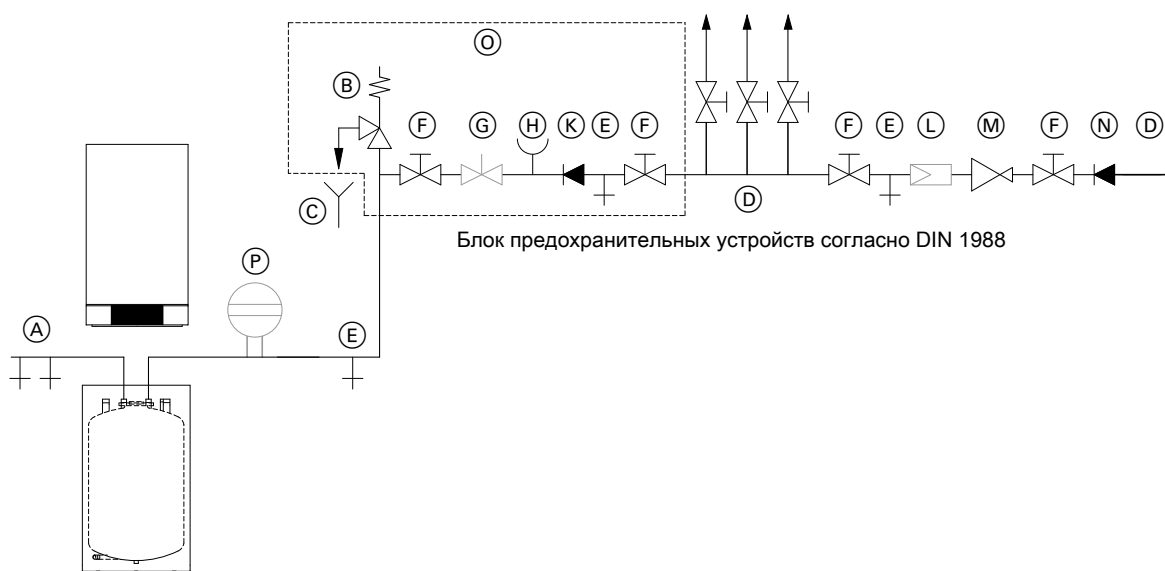 O
B
F G H K E F F E L M F N D
C
D
Блок предохранительных устройств согласно DIN 1988
P
A
E